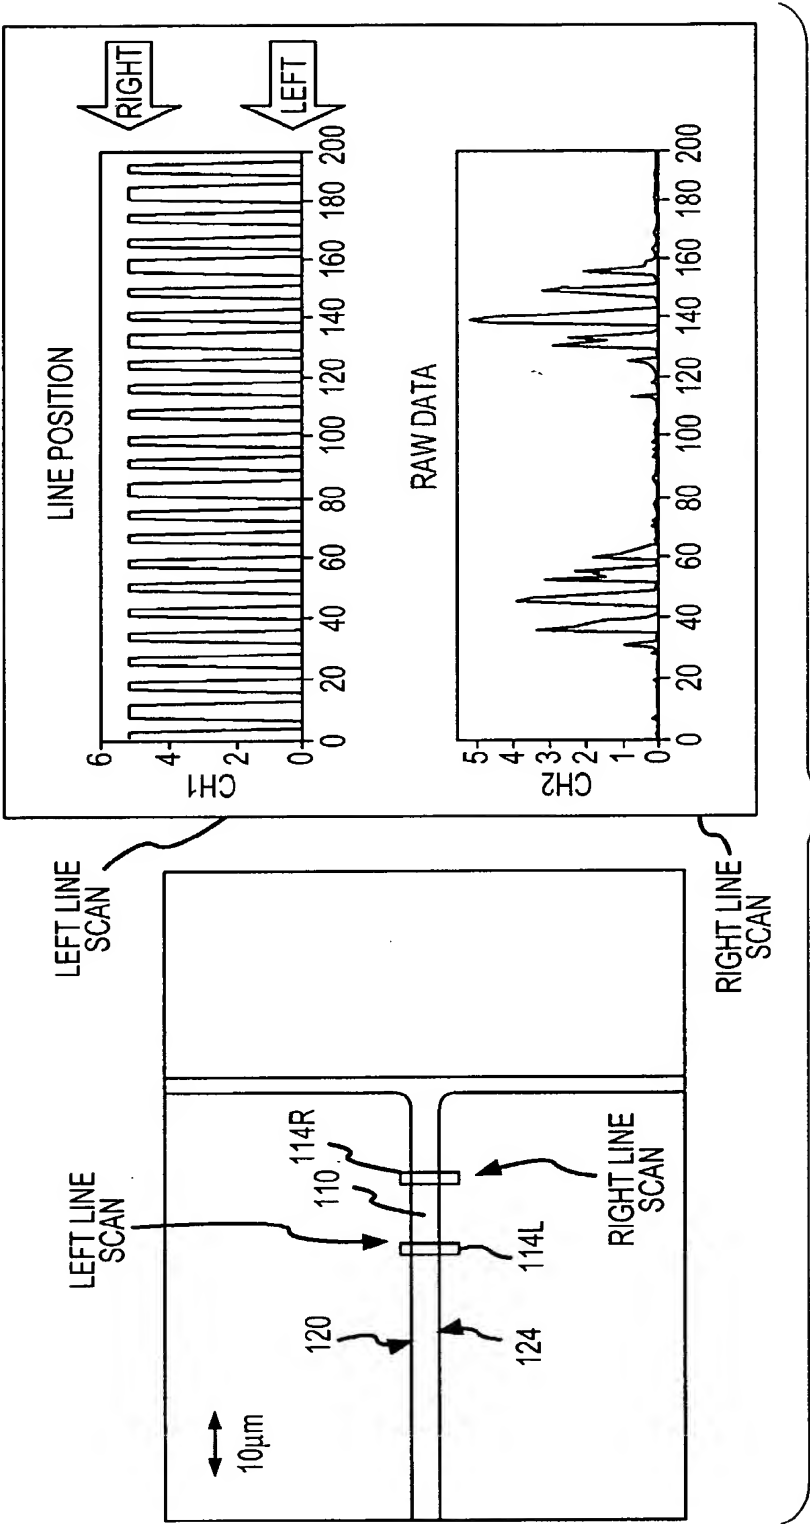 LEFT LINE
SCAN
114R
110
120
124
114L
RIGHT LINE
SCAN
10μm
LEFT LINE
SCAN
RIGHT LINE
SCAN
LINE POSITION
RIGHT
LEFT
CH1
6
4
2
0
0 20 40 60 80 100 120 140 160 180 200
RAW DATA
CH2
5
4
3
2
1
0
0 20 40 60 80 100 120 140 160 180 200